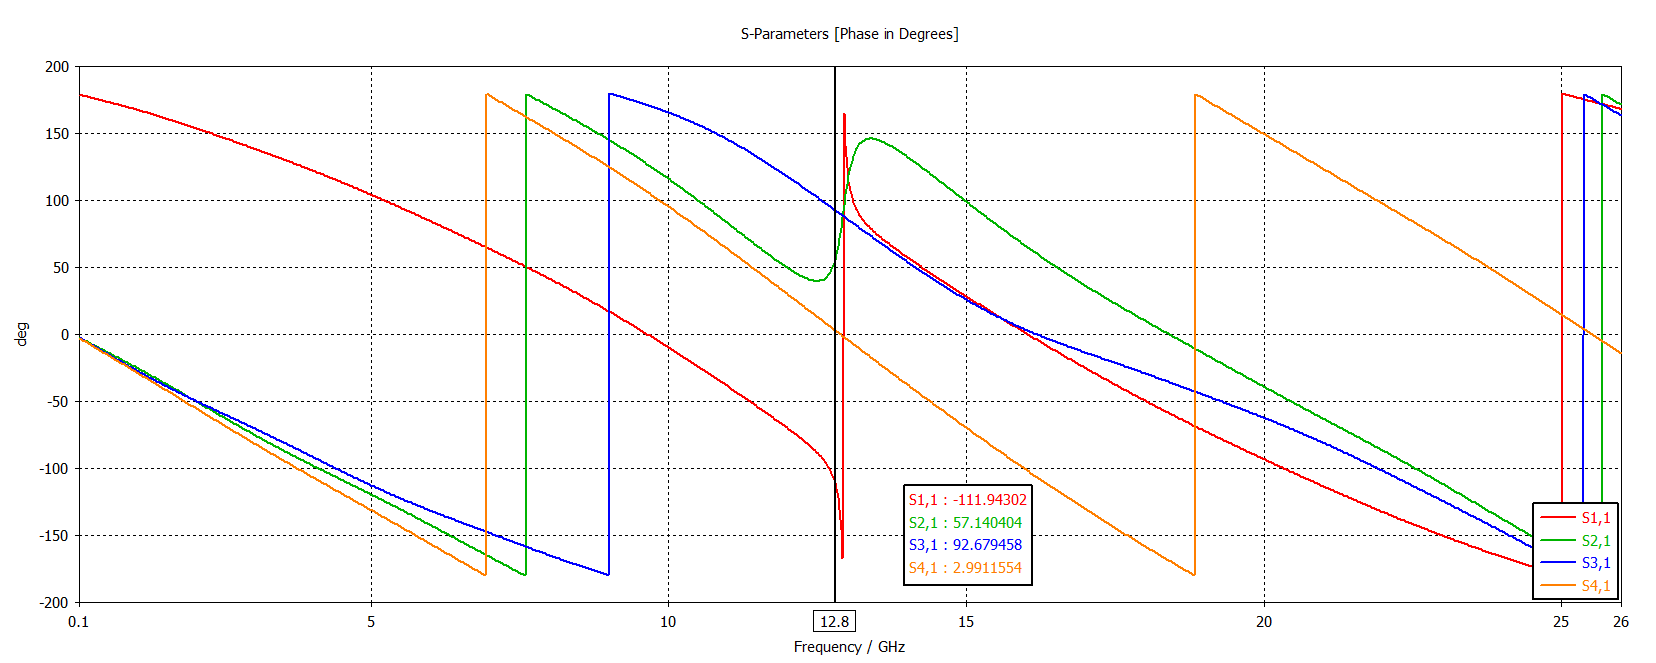 S-Parameters [Phase in Degrees]
200
150
100
50
0
-50
-100
-150
-200
deg
S1,1 : -111.94302
S2,1 : 57.140404
S3,1 : 92.679458
S4,1 : 2.9911554
S1,1
S2,1
S3,1
S4,1
0.1 5 10 12.8 15 20 25 26
Frequency / GHz